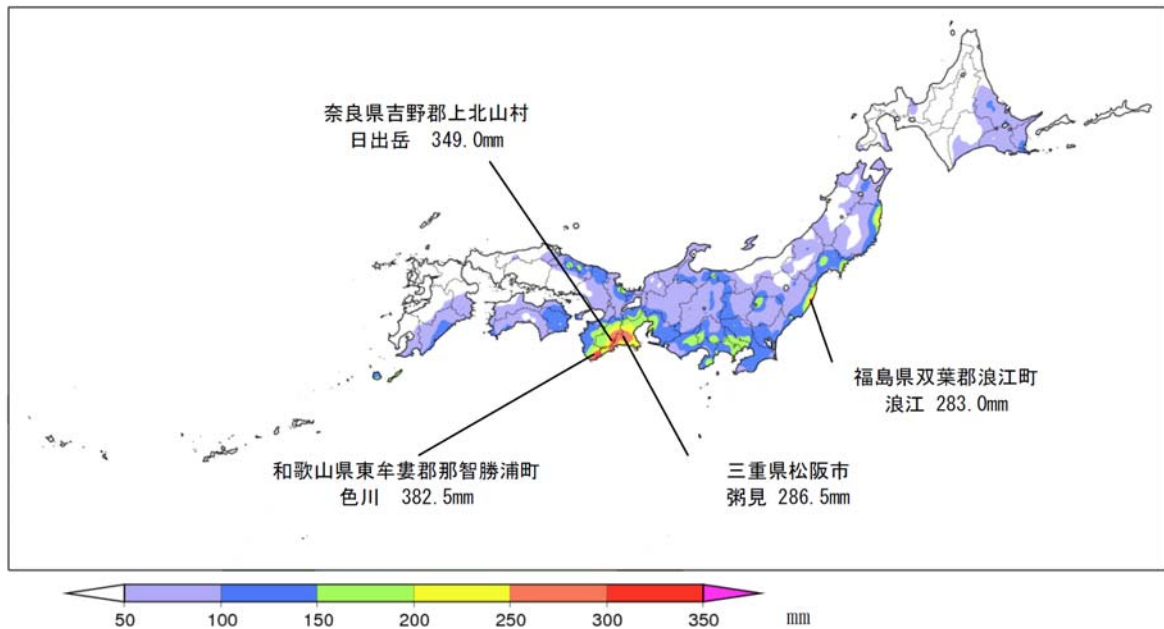 奈良県吉野郡上北山村
日出岳　349.0mm
福島県双葉郡浪江町
浪江 283.0mm
和歌山県東牟婁郡那智勝浦町
色川　382.5mm
三重県松阪市
粥見 286.5mm
50 100 150 200 250 300 350 mm